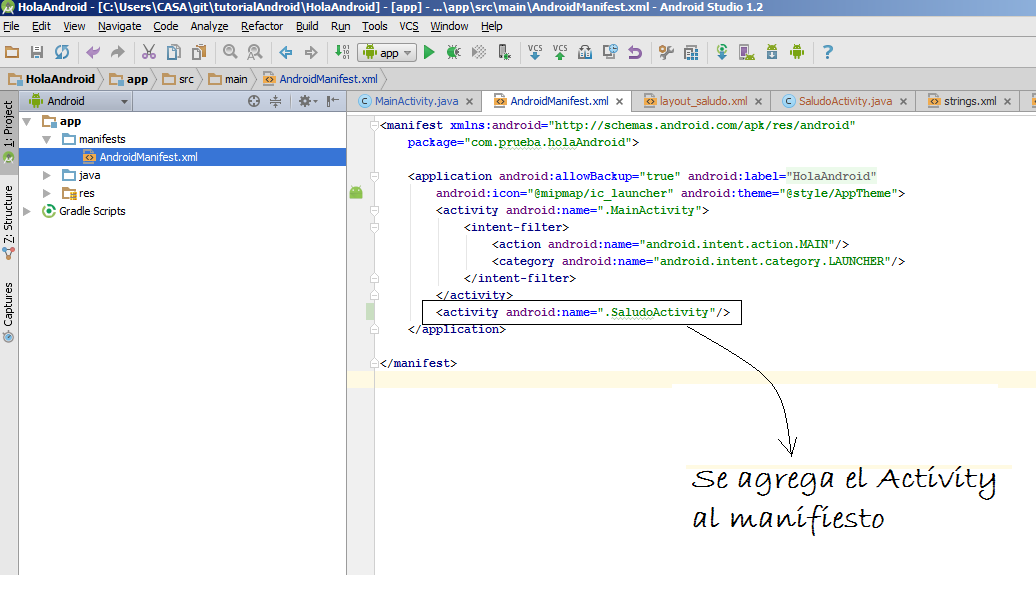 HolaAndroid - [C:\Users\CASA\git\tutorialAndroid\HolaAndroid] - [app] - ...\app\src\main\AndroidManifest.xml - Android Studio 1.2
File Edit View Navigate Code Analyze Refactor Build Run Tools VCS Window Help
app VCS VCS ?
HolaAndroid app src main AndroidManifest.xml
Android MainActivity.java AndroidManifest.xml layout_saludo.xml SaludoActivity.java strings.xml
1: Project
Z: Structure
Captures
app
manifests
AndroidManifest.xml
java
res
Gradle Scripts
<manifest xmlns:android="http://schemas.android.com/apk/res/android"
package="com.prueba.holaAndroid">
<application android:allowBackup="true" android:label="HolaAndroid"
android:icon="@mipmap/ic_launcher" android:theme="@style/AppTheme">
<activity android:name=".MainActivity">
<intent-filter>
<action android:name="android.intent.action.MAIN"/>
<category android:name="android.intent.category.LAUNCHER"/>
</intent-filter>
</activity>
<activity android:name=".SaludoActivity"/>
</application>
</manifest>
Se agrega el Activity
al manifiesto